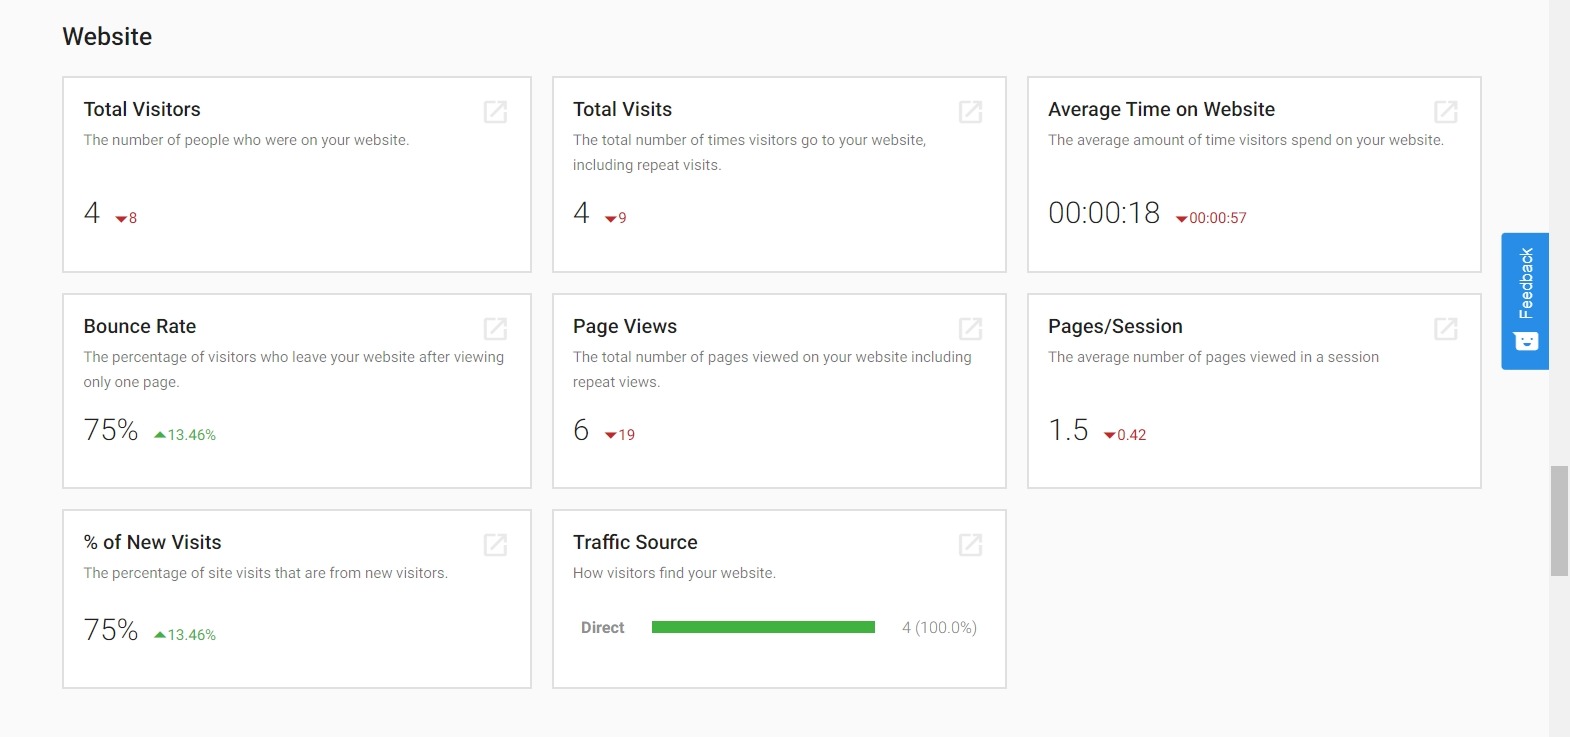 Website
Total Visitors
The number of people who were on your website.
4 8
Total Visits
The total number of times visitors go to your website,
including repeat visits.
4 9
Average Time on Website
The average amount of time visitors spend on your website.
00:00:18 00:00:57
Bounce Rate
The percentage of visitors who leave your website after viewing
only one page.
75% 13.46%
Page Views
The total number of pages viewed on your website including
repeat views.
6 19
Pages/Session
The average number of pages viewed in a session
1.5 0.42
% of New Visits
The percentage of site visits that are from new visitors.
75% 13.46%
Traffic Source
How visitors find your website.
Direct 4 (100.0%)
Feedback